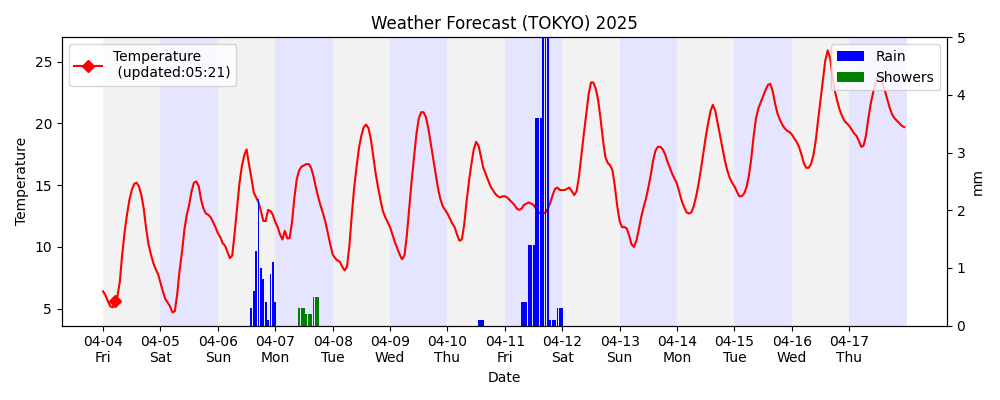 Weather Forecast (TOKYO) 2025
Temperature
(updated:05:21)
Rain
Showers
Temperature
25
20
15
10
5
5
4
3
2
1
0
mm
04-04 04-05 04-06 04-07 04-08 04-09 04-10 04-11 04-12 04-13 04-14 04-15 04-16 04-17
Fri Sat Sun Mon Tue Wed Thu Fri Sat Sun Mon Tue Wed Thu
Date